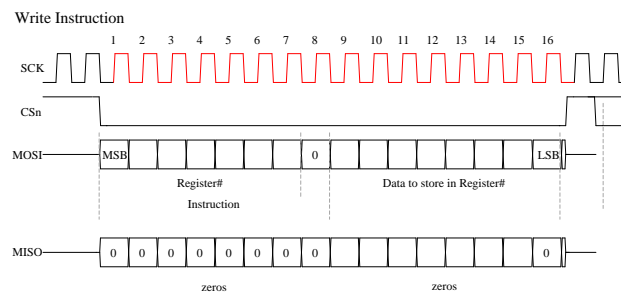 Write Instruction
1 2 3 4 5 6 7 8 9 10 11 12 13 14 15 16
SCK
CSn
MOSI MSB 0 LSB
Register# Data to store in Register#
Instruction
MISO 0 0 0 0 0 0 0 0 0
zeros zeros